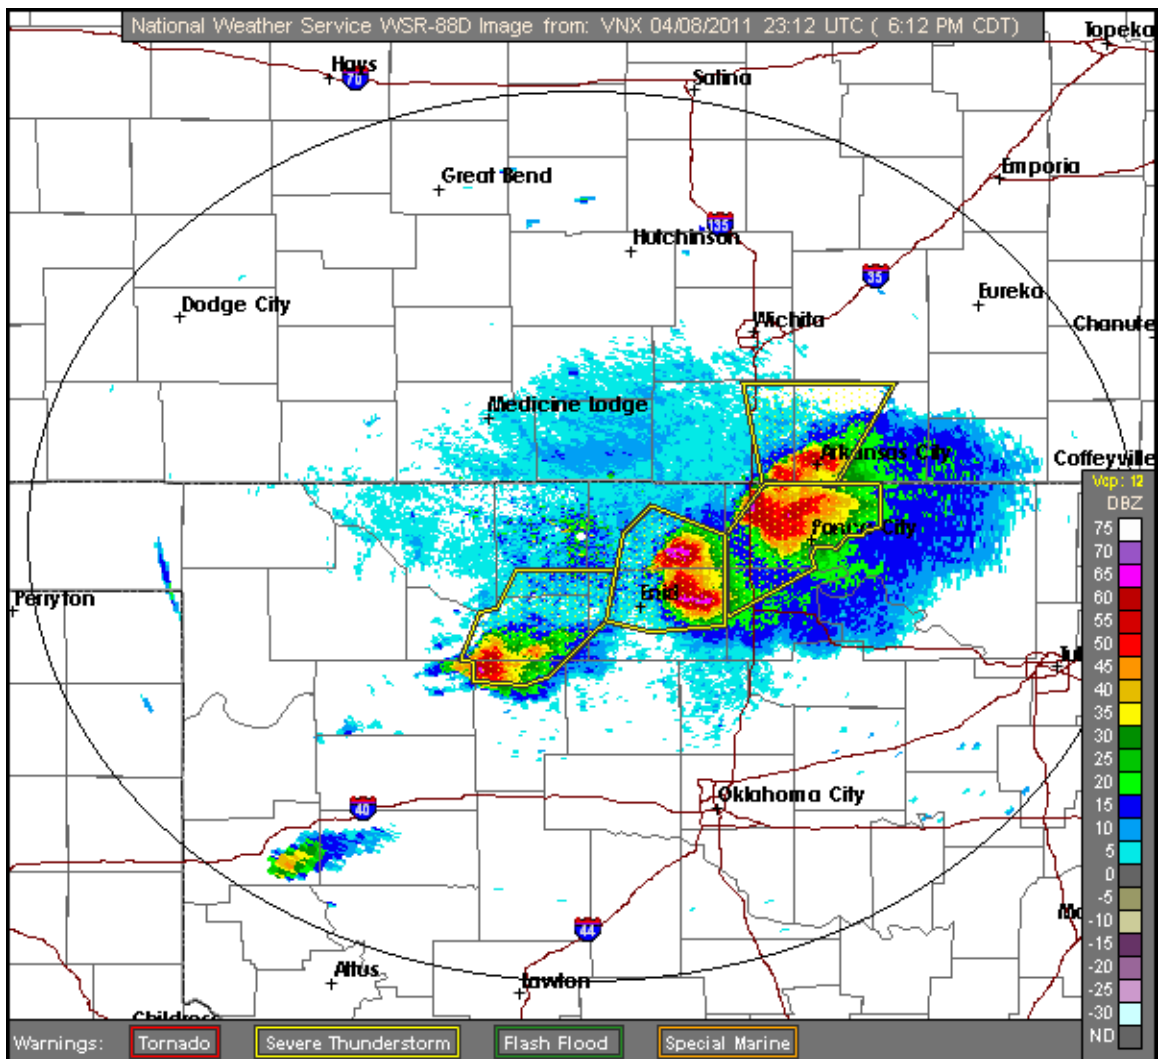 National Weather Service WSR-88D Image from: VNX 04/08/2011 23:12 UTC ( 6:12 PM CDT)
Topeka
Hays
70
Salina
Great Bend
Emporia
135
Hutchinson
35
Eureka
Dodge City
Wichita
Chanute
Medicine Lodge
Arkansas City
Coffeyville
Vcp: 12
DBZ
75
70
65
60
55
50
45
40
35
30
25
20
15
10
5
0
-5
-10
-15
-20
-25
-30
ND
Ponca City
Perryton
Enid
Tul
Oklahoma City
40
44
Altus
Lawton
Childress
Warnings: Tornado Severe Thunderstorm Flash Flood Special Marine